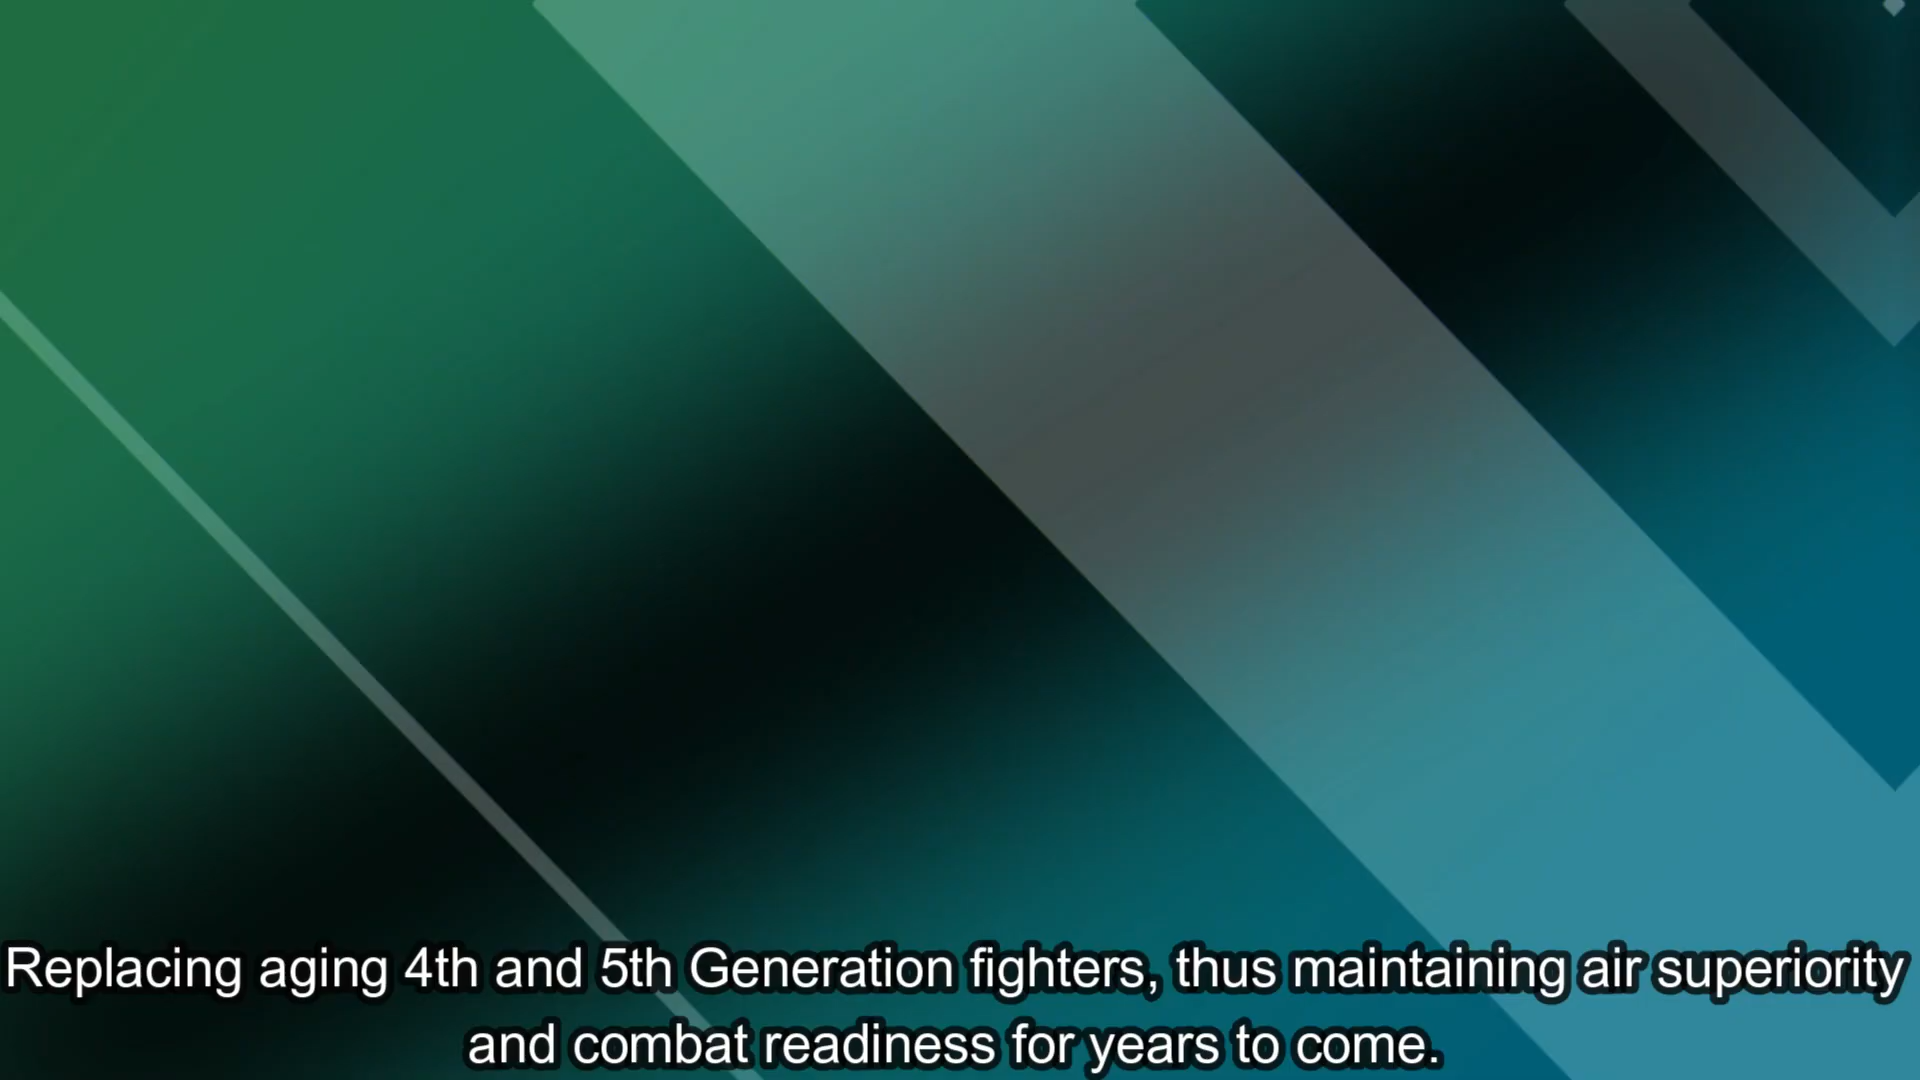 Replacing aging 4th and 5th Generation fighters, thus maintaining air superiority
and combat readiness for years to come.